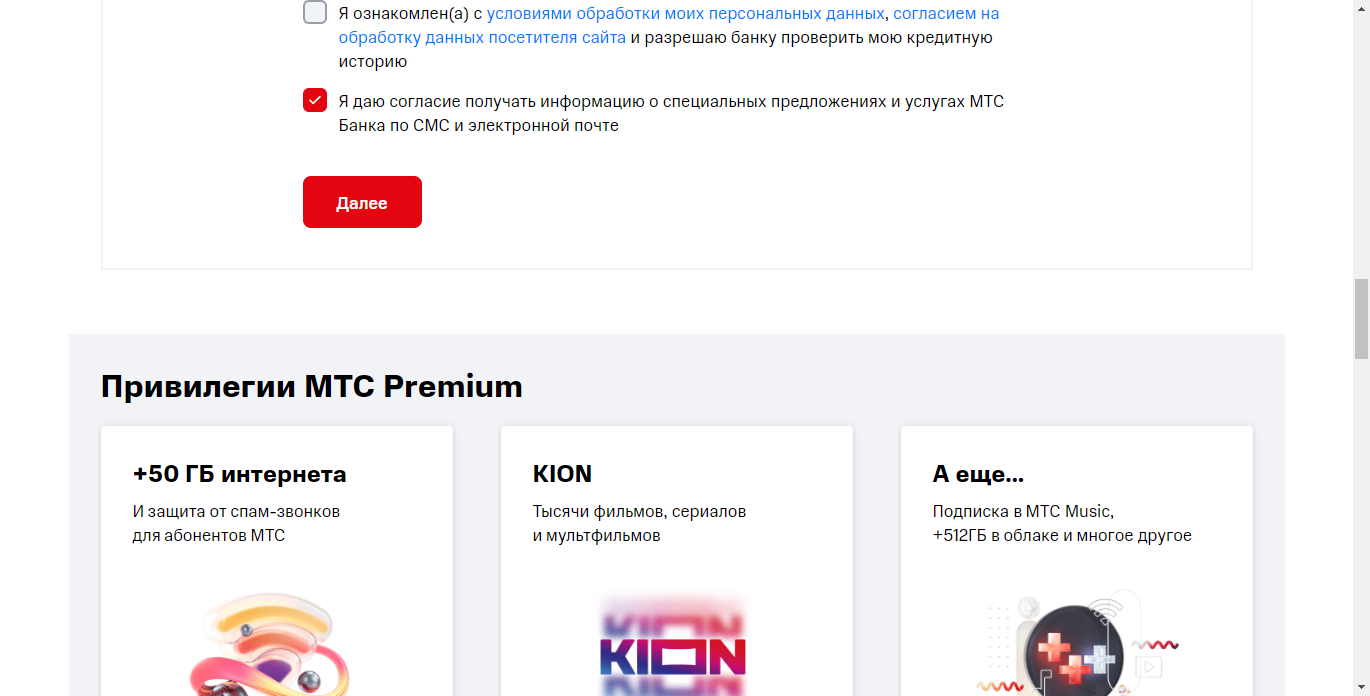 Я ознакомлен(а) с условиями обработки моих персональных данных, согласием на
обработку данных посетителя сайта и разрешаю банку проверить мою кредитную
историю
Я даю согласие получать информацию о специальных предложениях и услугах МТС
Банка по СМС и электронной почте
Далее
Привилегии МТС Premium
+50 ГБ интернета
И защита от спам-звонков
для абонентов МТС
KION
Тысячи фильмов, сериалов
и мультфильмов
KION
KION
KION
А еще...
Подписка в МТС Music,
+512ГБ в облаке и многое другое